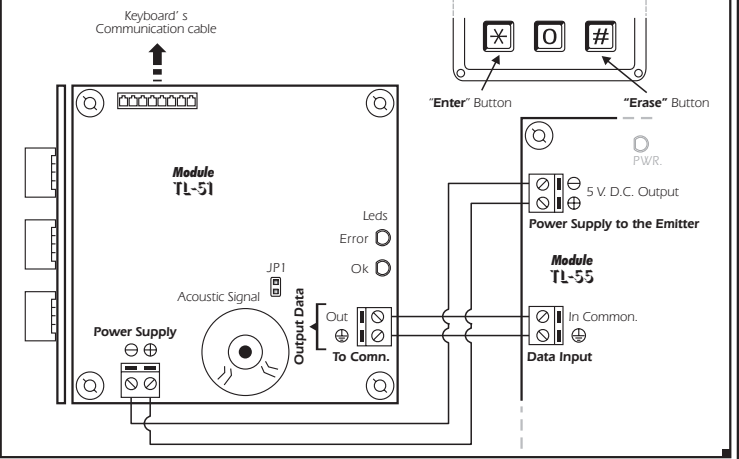 Keyboard's
Communication cable
* 0 #
"Enter" Button
"Erase" Button
PWR.
Module
TL-51
5 V. D.C. Output
Power Supply to the Emitter
Leds
Error
Module
TL-55
Ok
JP1
Acoustic Signal
Output Data
Out
In Common.
Power Supply
To Comn.
Data Input